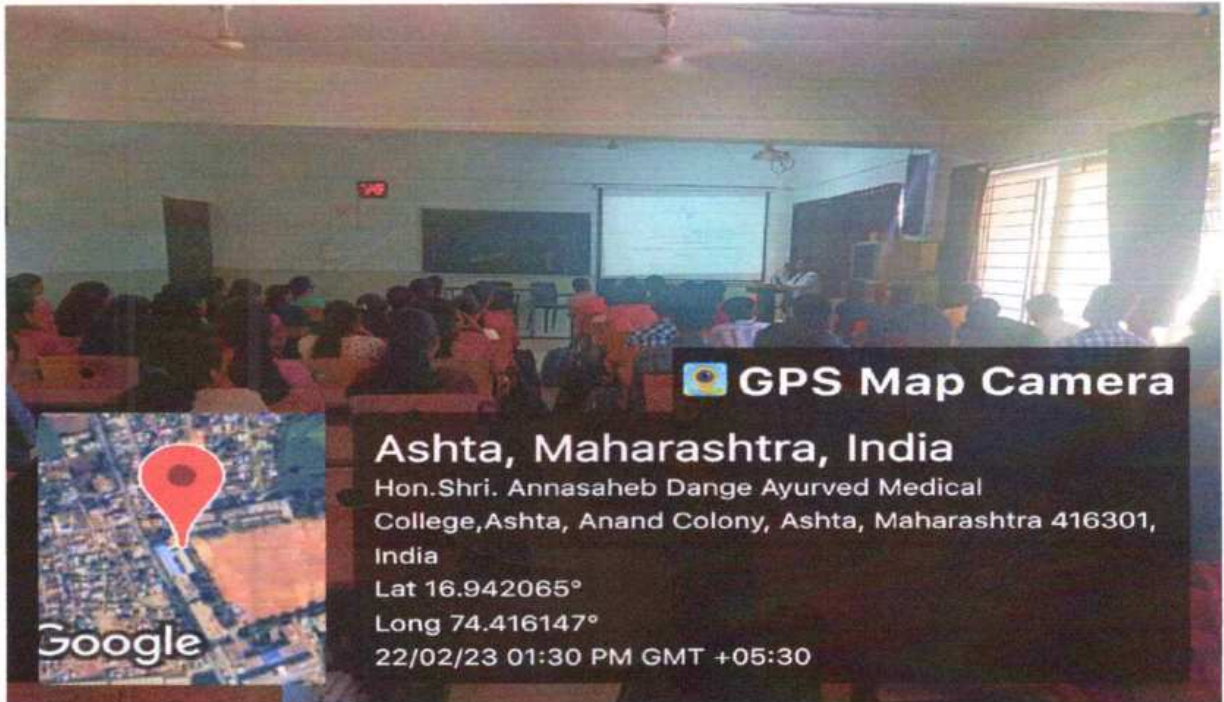 GPS Map Camera
Ashta, Maharashtra, India
Hon.Shri. Annasaheb Dange Ayurved Medical
College,Ashta, Anand Colony, Ashta, Maharashtra 416301,
India
Lat 16.942065°
Long 74.416147°
22/02/23 01:30 PM GMT +05:30
Google